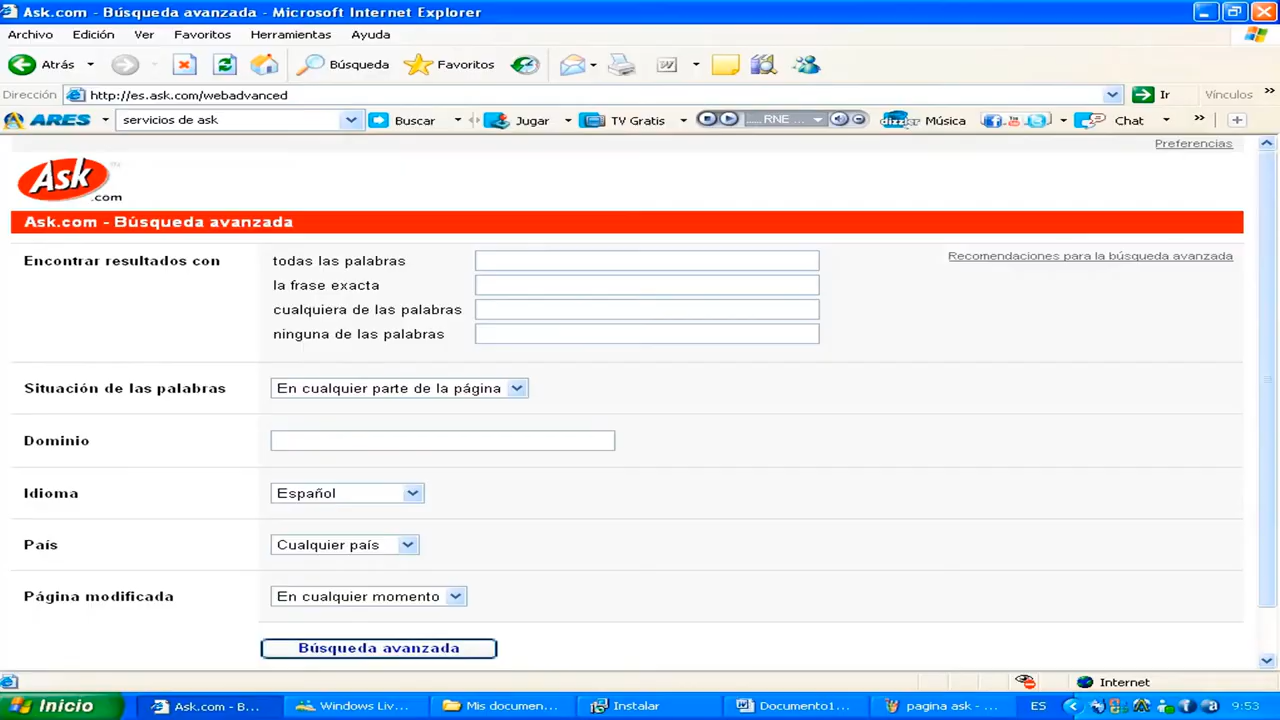 Ask.com - Búsqueda avanzada - Microsoft Internet Explorer
Archivo Edición Ver Favoritos Herramientas Ayuda
Atrás Búsqueda Favoritos
Dirección http://es.ask.com/webadvanced Ir Vínculos
ARES servicios de ask Buscar Jugar TV Gratis .... RNE ... dizzler Música Chat
Preferencias
Ask.com
Ask.com - Búsqueda avanzada
Encontrar resultados con todas las palabras Recomendaciones para la búsqueda avanzada
la frase exacta
cualquiera de las palabras
ninguna de las palabras
Situación de las palabras En cualquier parte de la página
Dominio
Idioma Español
País Cualquier país
Página modificada En cualquier momento
Búsqueda avanzada
Internet
Inicio Ask.com - B... Windows Liv... Mis documen... Instalar Documento1... pagina ask - ... ES 9:53